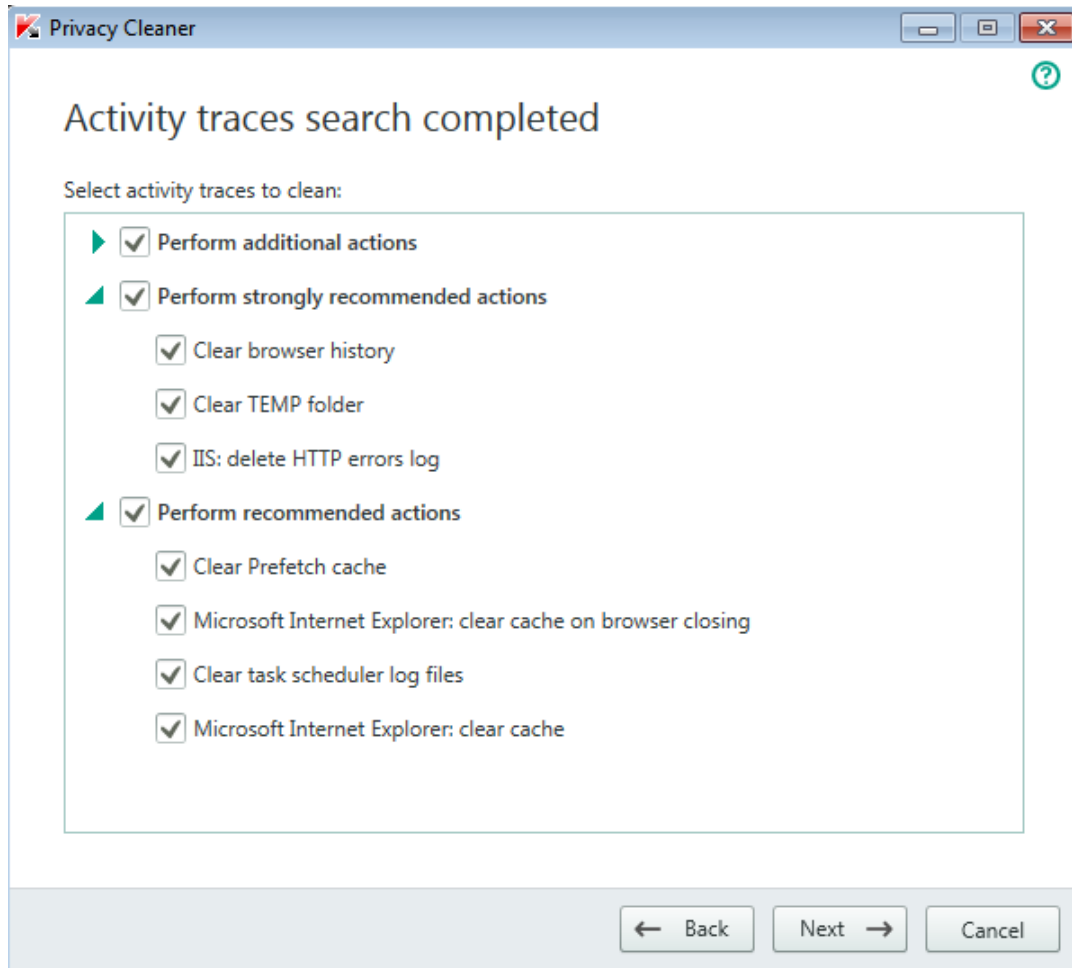 Privacy Cleaner
Activity traces search completed
Select activity traces to clean:
Perform additional actions
Perform strongly recommended actions
Clear browser history
Clear TEMP folder
IIS: delete HTTP errors log
Perform recommended actions
Clear Prefetch cache
Microsoft Internet Explorer: clear cache on browser closing
Clear task scheduler log files
Microsoft Internet Explorer: clear cache
Back Next Cancel